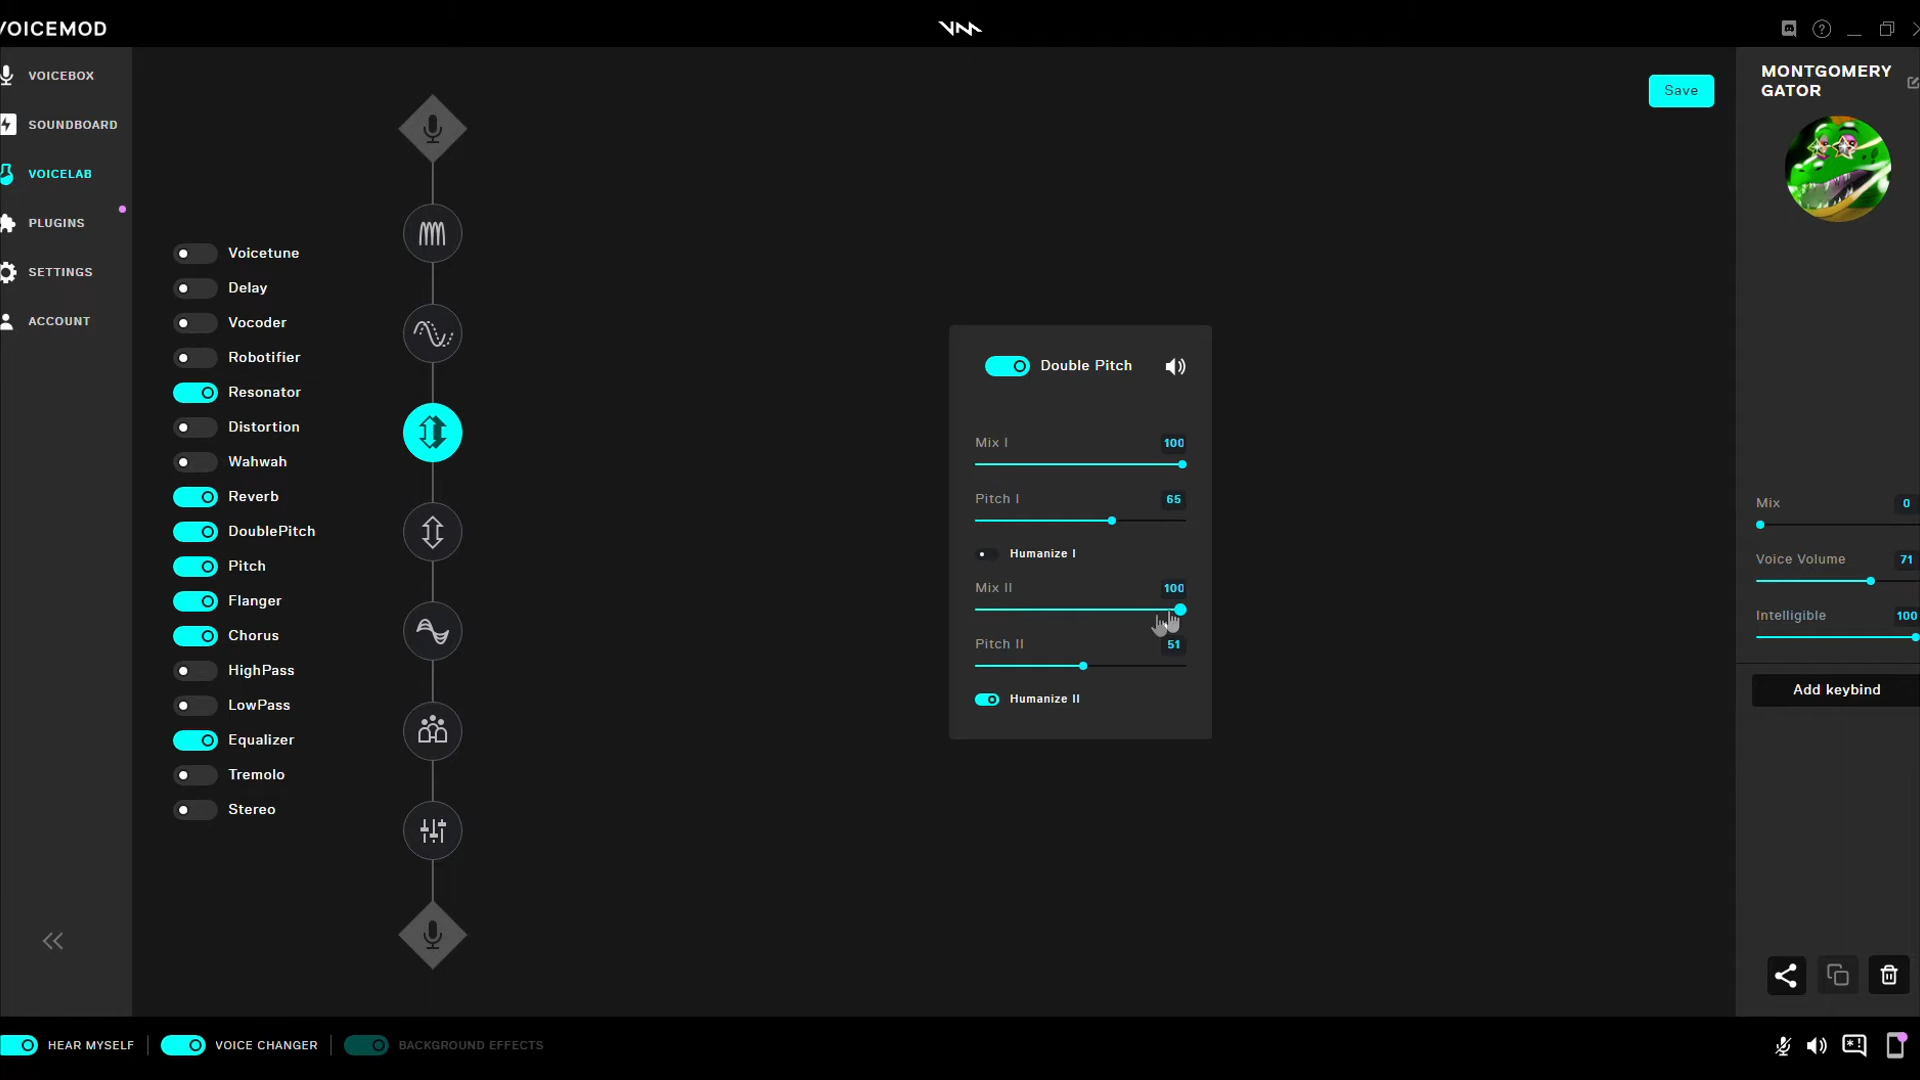 VOICEMOD
VOICEBOX
SOUNDBOARD
VOICELAB
PLUGINS
SETTINGS
ACCOUNT
Voicetune
Delay
Vocoder
Robotifier
Resonator
Distortion
Wahwah
Reverb
DoublePitch
Pitch
Flanger
Chorus
HighPass
LowPass
Equalizer
Tremolo
Stereo
Double Pitch
Mix I 100
Pitch I 65
Humanize I
Mix II 100
Pitch II 51
Humanize II
Save
MONTGOMERY
GATOR
Mix 0
Voice Volume 71
Intelligible 100
Add keybind
HEAR MYSELF
VOICE CHANGER
BACKGROUND EFFECTS